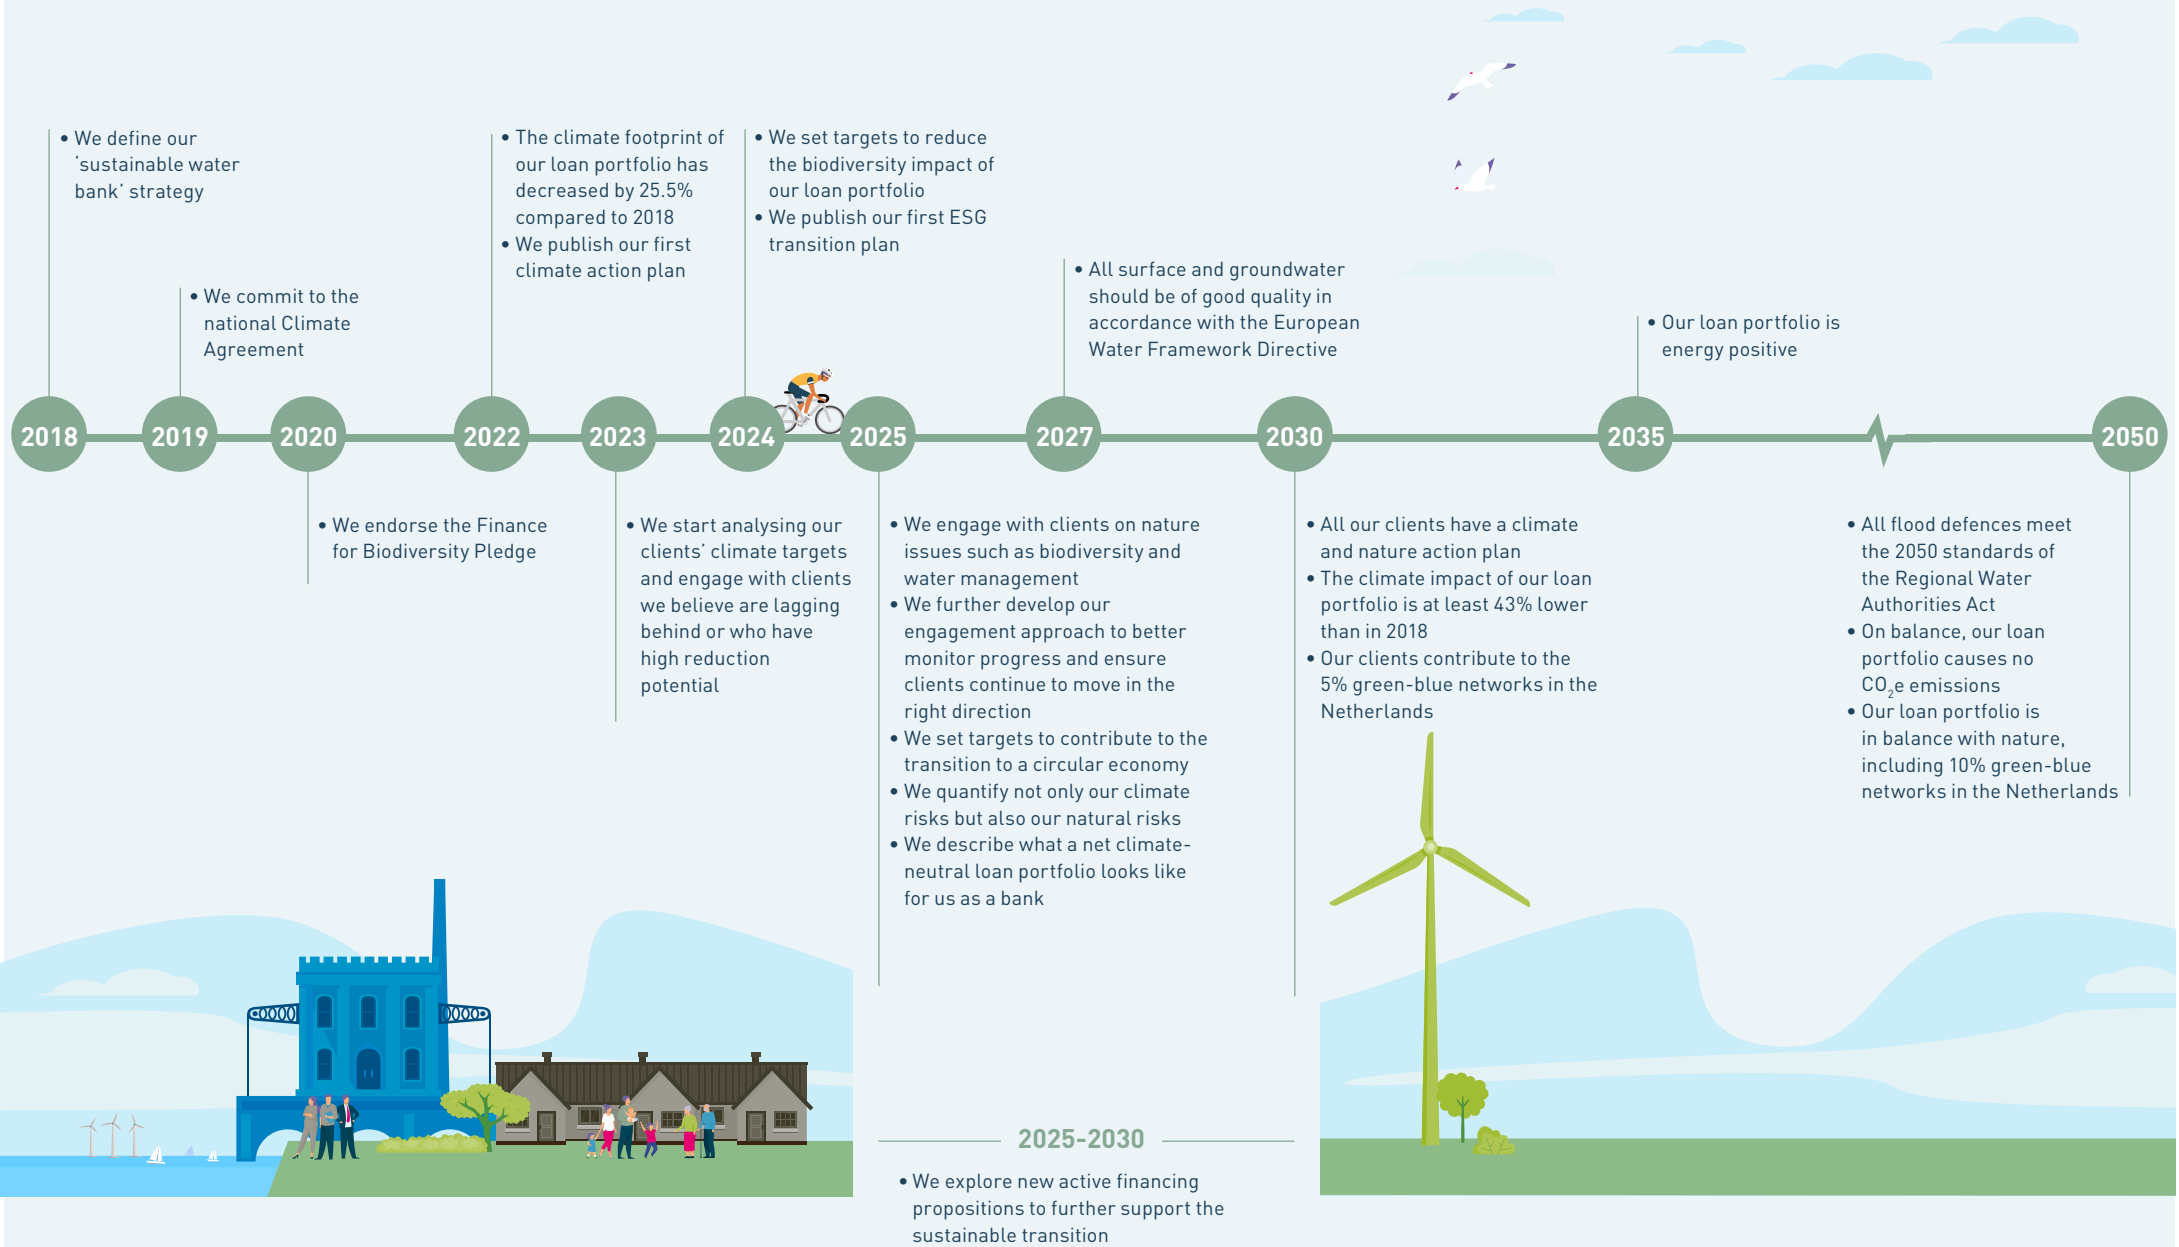 • We define our
‘sustainable water
bank’ strategy
• We commit to the
national Climate
Agreement
• The climate footprint of
our loan portfolio has
decreased by 25.5%
compared to 2018
• We publish our first
climate action plan
• We set targets to reduce
the biodiversity impact of
our loan portfolio
• We publish our first ESG
transition plan
• All surface and groundwater
should be of good quality in
accordance with the European
Water Framework Directive
• Our loan portfolio is
energy positive
2018
2019
2020
2022
2023
2024
2025
2027
2030
2035
2050
• We endorse the Finance
for Biodiversity Pledge
• We start analysing our
clients’ climate targets
and engage with clients
we believe are lagging
behind or who have
high reduction
potential
• We engage with clients on nature
issues such as biodiversity and
water management
• We further develop our
engagement approach to better
monitor progress and ensure
clients continue to move in the
right direction
• We set targets to contribute to the
transition to a circular economy
• We quantify not only our climate
risks but also our natural risks
• We describe what a net climate-
neutral loan portfolio looks like
for us as a bank
• All our clients have a climate
and nature action plan
• The climate impact of our loan
portfolio is at least 43% lower
than in 2018
• Our clients contribute to the
5% green-blue networks in the
Netherlands
• All flood defences meet
the 2050 standards of
the Regional Water
Authorities Act
• On balance, our loan
portfolio causes no
CO₂e emissions
• Our loan portfolio is
in balance with nature,
including 10% green-blue
networks in the Netherlands
2025-2030
• We explore new active financing
propositions to further support the
sustainable transition